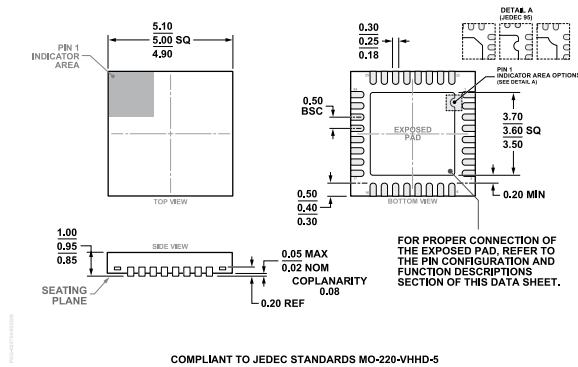 DETAIL A
(JEDEC 95)
5.10
5.00 SQ
4.90
0.30
0.25
0.18
PIN 1
INDICATOR
AREA
PIN 1
INDICATOR AREA OPTIONS
(SEE DETAIL A)
0.50
BSC
EXPOSED
PAD
3.70
3.60 SQ
3.50
TOP VIEW
0.50
0.40
0.30
BOTTOM VIEW
0.20 MIN
1.00
0.95
0.85
SIDE VIEW
0.05 MAX
0.02 NOM
COPLANARITY
0.08
0.20 REF
SEATING
PLANE
FOR PROPER CONNECTION OF
THE EXPOSED PAD, REFER TO
THE PIN CONFIGURATION AND
FUNCTION DESCRIPTIONS
SECTION OF THIS DATA SHEET.
COMPLIANT TO JEDEC STANDARDS MO-220-VHHD-5